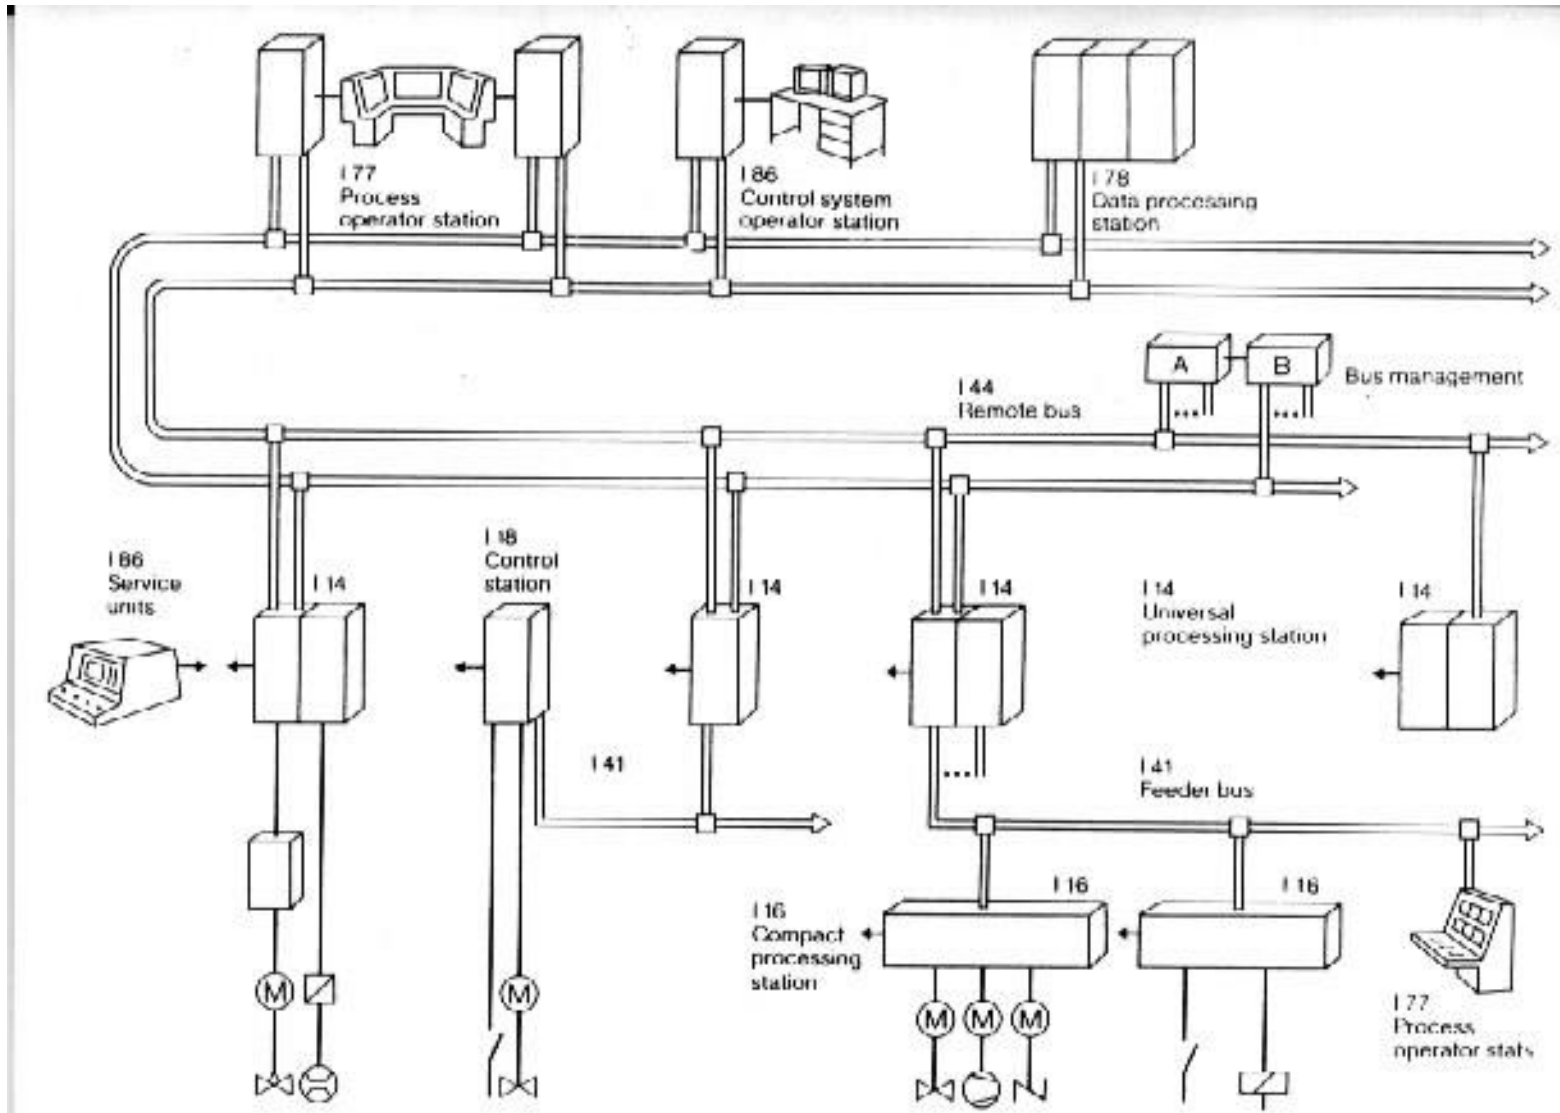 I 77
Process
operator station
I 86
Control system
operator station
I 78
Data processing
station
A
B
Bus management
I 44
Remote bus
I 86
Service
units
I 14
I 18
Control
station
I 14
I 14
I 14
Universal
processing station
I 14
I 41
I 41
Feeder bus
I 16
Compact
processing
station
I 16
I 16
M
M
M
M
M
I 77
Process
operator stats